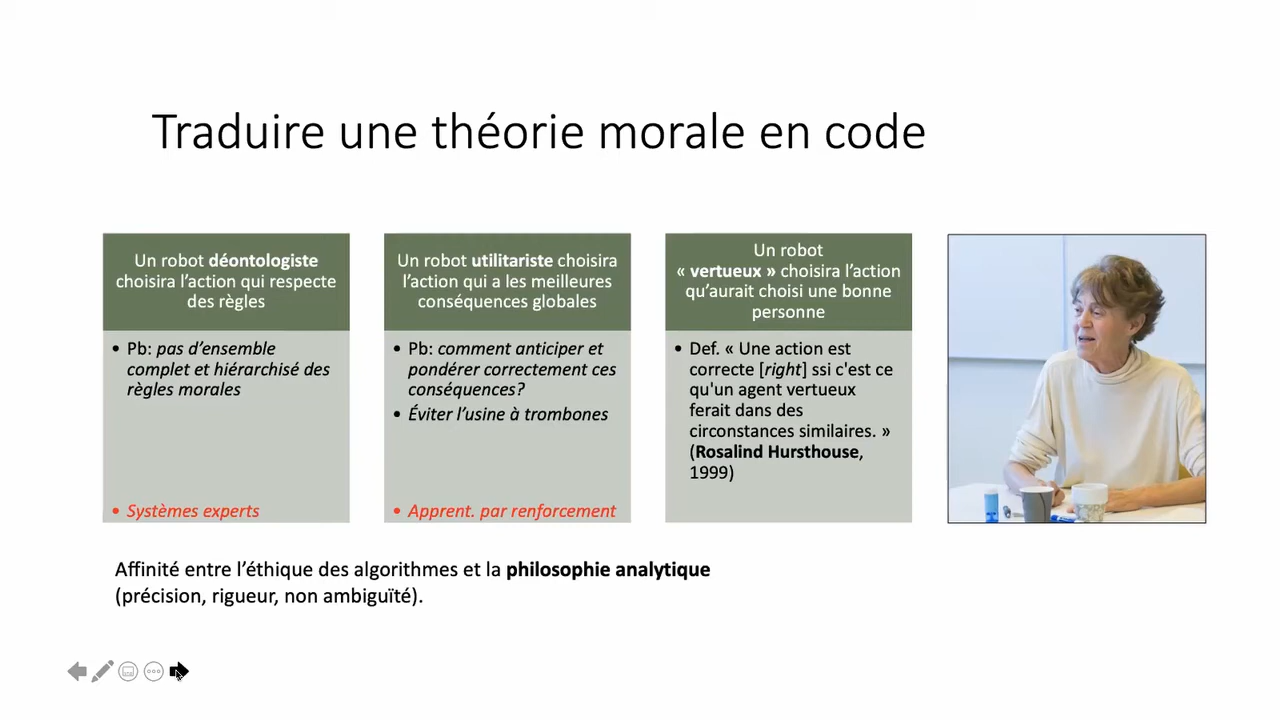 Traduire une théorie morale en code
Un robot déontologiste
choisira l'action qui respecte
des règles
• Pb: pas d'ensemble
complet et hiérarchisé des
règles morales
• Systèmes experts
Un robot utilitariste choisira
l'action qui a les meilleures
conséquences globales
• Pb: comment anticiper et
pondérer correctement ces
conséquences?
• Éviter l'usine à trombones
• Apprent. par renforcement
Un robot
« vertueux » choisira l'action
qu'aurait choisi une bonne
personne
• Def. « Une action est
correcte [right] ssi c'est ce
qu'un agent vertueux
ferait dans des
circonstances similaires. »
(Rosalind Hursthouse,
1999)
Affinité entre l'éthique des algorithmes et la philosophie analytique
(précision, rigueur, non ambiguïté).